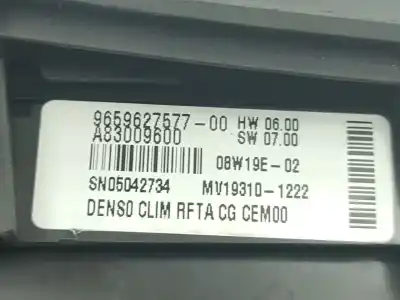 9659627577-00 HW 06.00
A83009600 SW 07.00
08W19E-02
SN05042734 MV19310-1222
DENSO CLIM RFTA CG CEM00